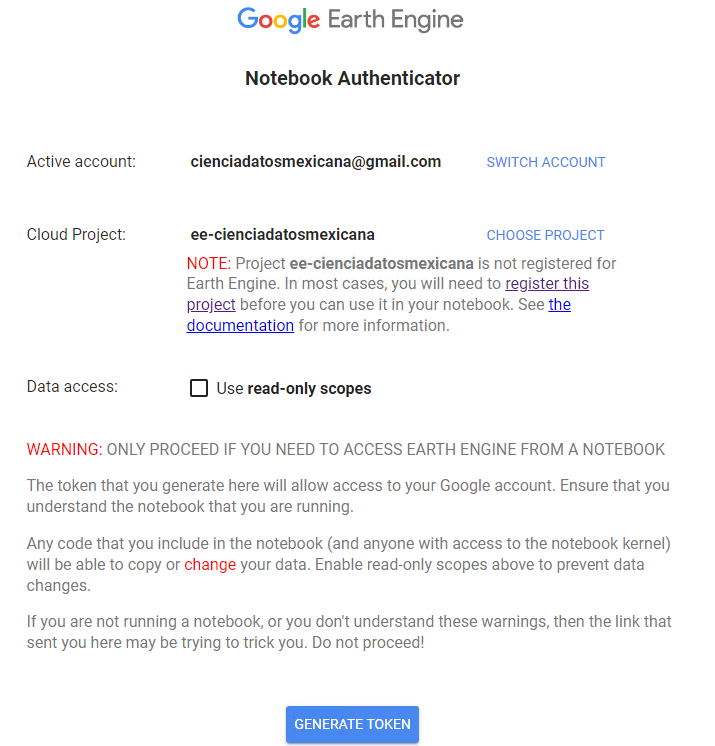 Google Earth Engine
Notebook Authenticator
Active account: cienciadatosmexicana@gmail.com SWITCH ACCOUNT
Cloud Project: ee-cienciadatosmexicana CHOOSE PROJECT
NOTE: Project ee-cienciadatosmexicana is not registered for
Earth Engine. In most cases, you will need to register this
project before you can use it in your notebook. See the
documentation for more information.
Data access: Use read-only scopes
WARNING: ONLY PROCEED IF YOU NEED TO ACCESS EARTH ENGINE FROM A NOTEBOOK
The token that you generate here will allow access to your Google account. Ensure that you
understand the notebook that you are running.
Any code that you include in the notebook (and anyone with access to the notebook kernel)
will be able to copy or change your data. Enable read-only scopes above to prevent data
changes.
If you are not running a notebook, or you don't understand these warnings, then the link that
sent you here may be trying to trick you. Do not proceed!
GENERATE TOKEN